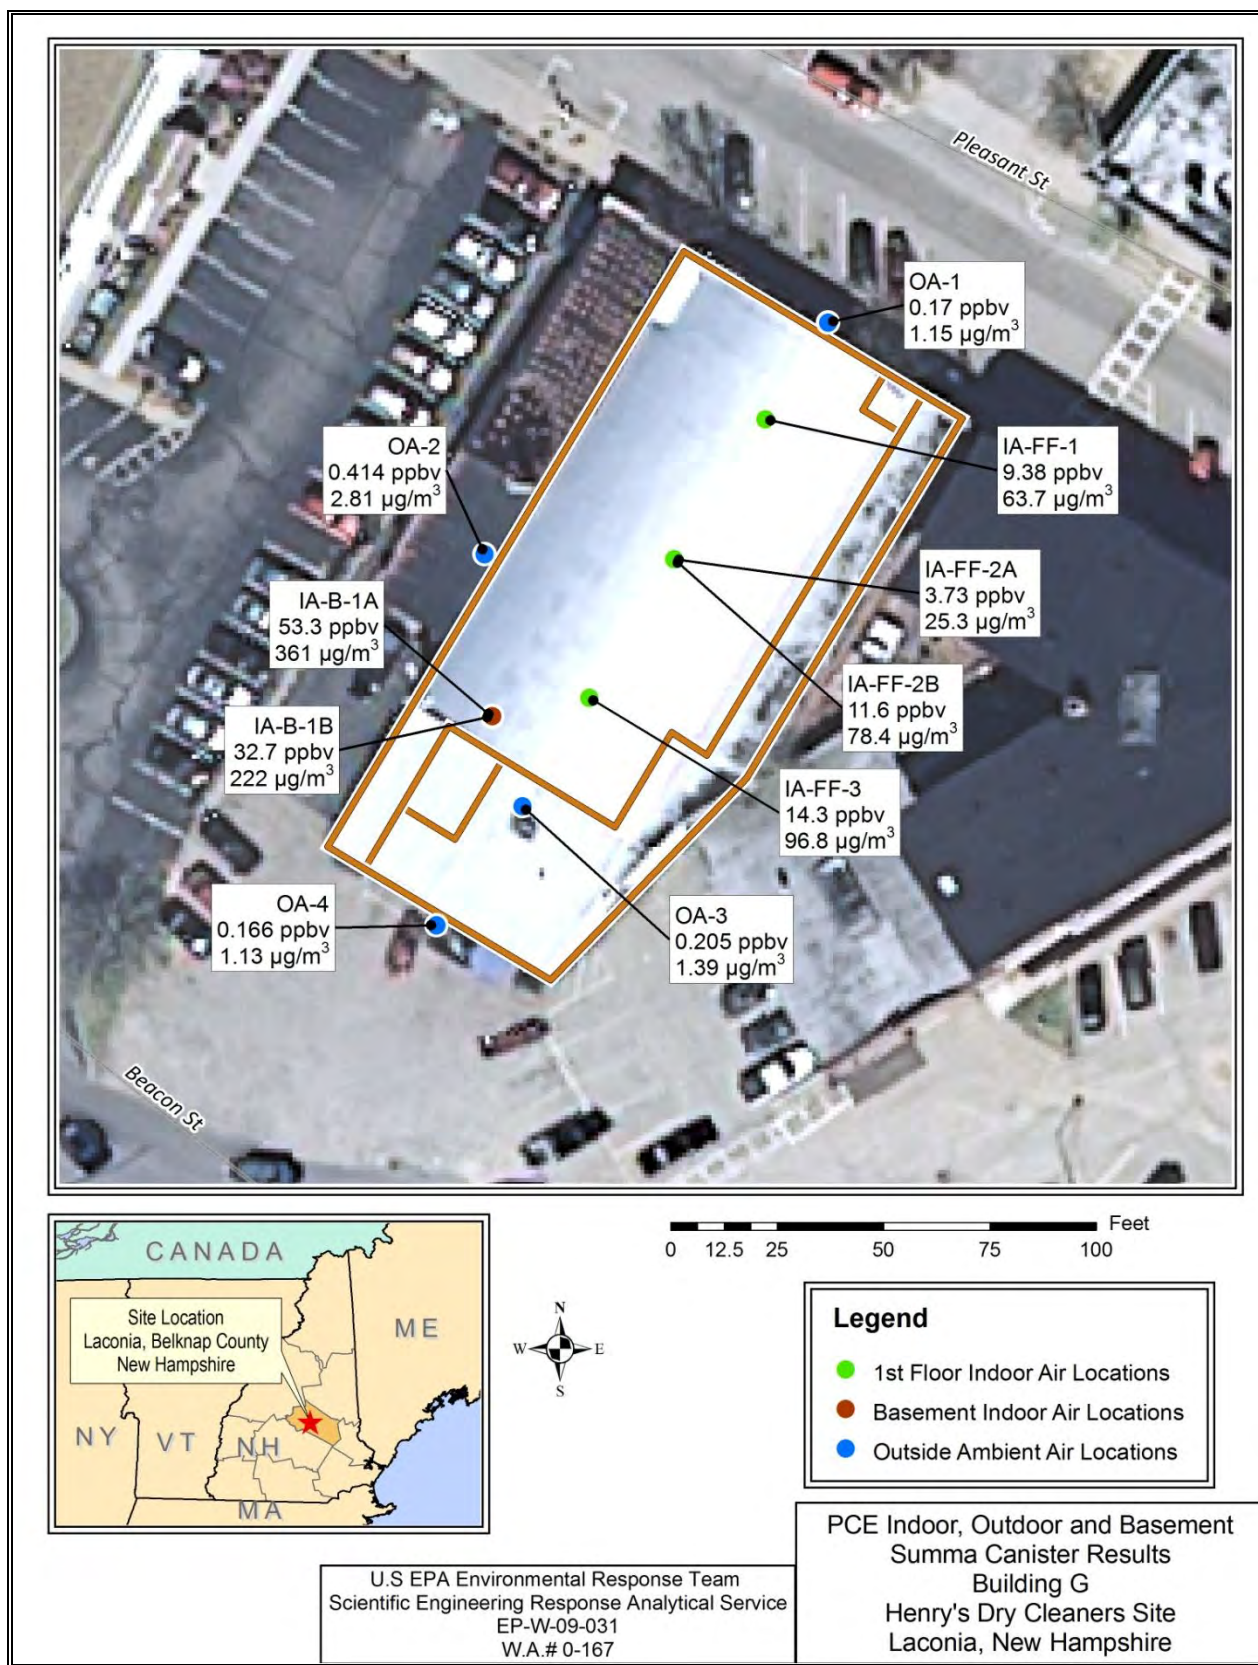 Pleasant St
OA-1
0.17 ppbv
1.15 µg/m³
OA-2
0.414 ppbv
2.81 µg/m³
IA-FF-1
9.38 ppbv
63.7 µg/m³
IA-FF-2A
3.73 ppbv
25.3 µg/m³
IA-B-1A
53.3 ppbv
361 µg/m³
IA-FF-2B
11.6 ppbv
78.4 µg/m³
IA-B-1B
32.7 ppbv
222 µg/m³
IA-FF-3
14.3 ppbv
96.8 µg/m³
OA-4
0.166 ppbv
1.13 µg/m³
OA-3
0.205 ppbv
1.39 µg/m³
Beacon St
CANADA
Site Location
Laconia, Belknap County
New Hampshire
ME
NY
VT
NH
MA
N
W
E
S
Feet
0 12.5 25 50 75 100
Legend
1st Floor Indoor Air Locations
Basement Indoor Air Locations
Outside Ambient Air Locations
U.S EPA Environmental Response Team
Scientific Engineering Response Analytical Service
EP-W-09-031
W.A.# 0-167
PCE Indoor, Outdoor and Basement
Summa Canister Results
Building G
Henry's Dry Cleaners Site
Laconia, New Hampshire